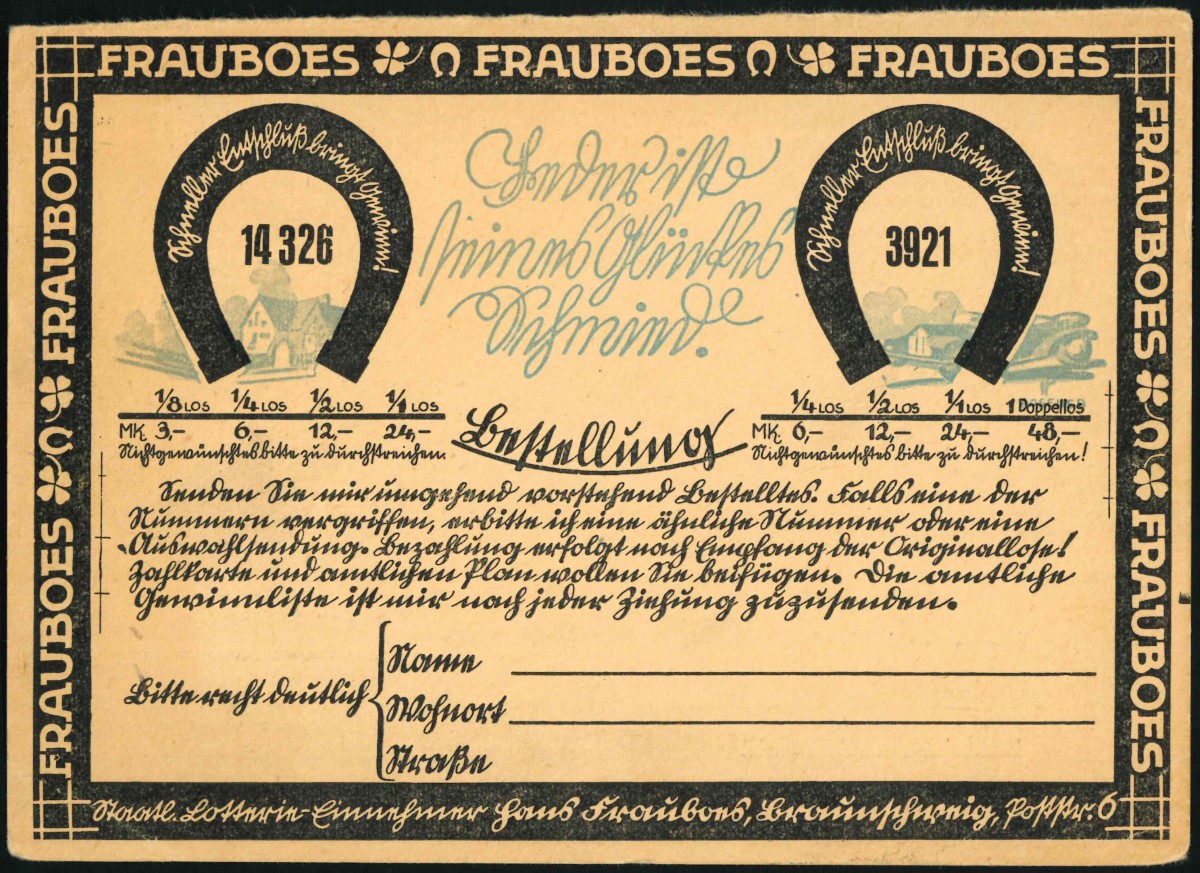 FRAUBOES FRAUBOES FRAUBOES
FRAUBOES FRAUBOES
FRAUBOES FRAUBOES
Schneller Entschluß bringt Gewinn!
14 326
Jeder ist
seines Glückes
Schmied.
Schneller Entschluß bringt Gewinn!
3921
1/8 LOS 1/4 LOS 1/2 LOS 1/1 LOS
MK. 3,– 6,– 12,– 24,–
Nichtgewünschtes bitte zu durchstreichen.
1/4 LOS 1/2 LOS 1/1 LOS 1 Doppellos
MK. 6,– 12,– 24,– 48,–
Nichtgewünschtes bitte zu durchstreichen!
Bestellung
Senden Sie mir umgehend vorstehend Bestelltes. Falls eine der
Nummern vergriffen, erbitte ich eine ähnliche Nummer oder eine
Auswahlsendung. Bezahlung erfolgt nach Empfang der Originallose!
Zahlkarte und amtlichen Plan wollen Sie beifügen. Die amtliche
Gewinnliste ist mir nach jeder Ziehung zuzusenden.
Bitte recht deutlich
Name
Wohnort
Straße
Staatl. Lotterie-Einnehmer Hans Frauboes, Braunschweig, Poststr. 6